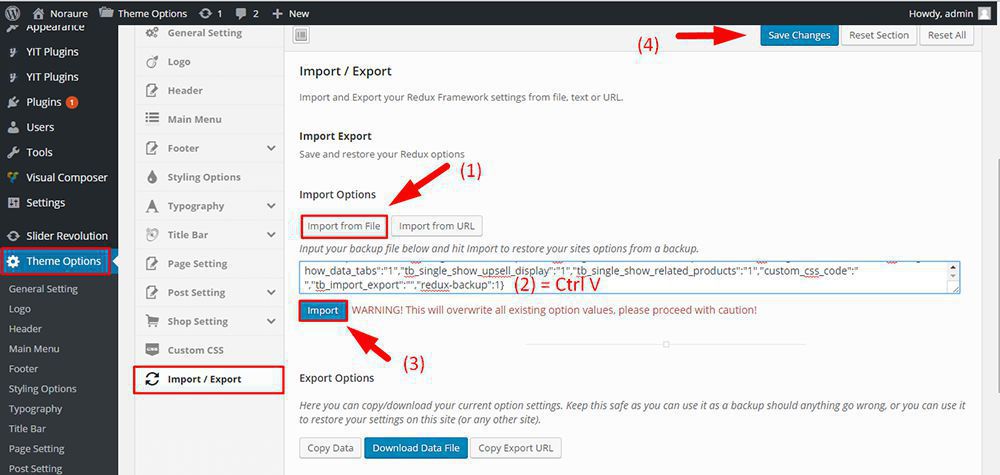 Noraure Theme Options 1 2 New Howdy, admin
Appearance
YIT Plugins
YIT Plugins
Plugins 1
Users
Tools
Visual Composer
Settings
Slider Revolution
Theme Options
General Setting
Logo
Header
Main Menu
Footer
Styling Options
Typography
Title Bar
Page Setting
Post Setting
General Setting
Logo
Header
Main Menu
Footer
Styling Options
Typography
Title Bar
Page Setting
Post Setting
Shop Setting
CSS Custom CSS
Import / Export
(4) Save Changes Reset Section Reset All
Import / Export
Import and Export your Redux Framework settings from file, text or URL.
Import Export
Save and restore your Redux options
(1)
Import Options
Import from File Import from URL
Input your backup file below and hit Import to restore your sites options from a backup.
how_data_tabs":"1","tb_single_show_upsell_display":"1","tb_single_show_related_products":"1","custom_css_code":"
","tb_import_export":"","redux-backup":1} (2) = Ctrl V
Import WARNING! This will overwrite all existing option values, please proceed with caution!
(3)
Export Options
Here you can copy/download your current option settings. Keep this safe as you can use it as a backup should anything go wrong, or you can use it
to restore your settings on this site (or any other site).
Copy Data Download Data File Copy Export URL